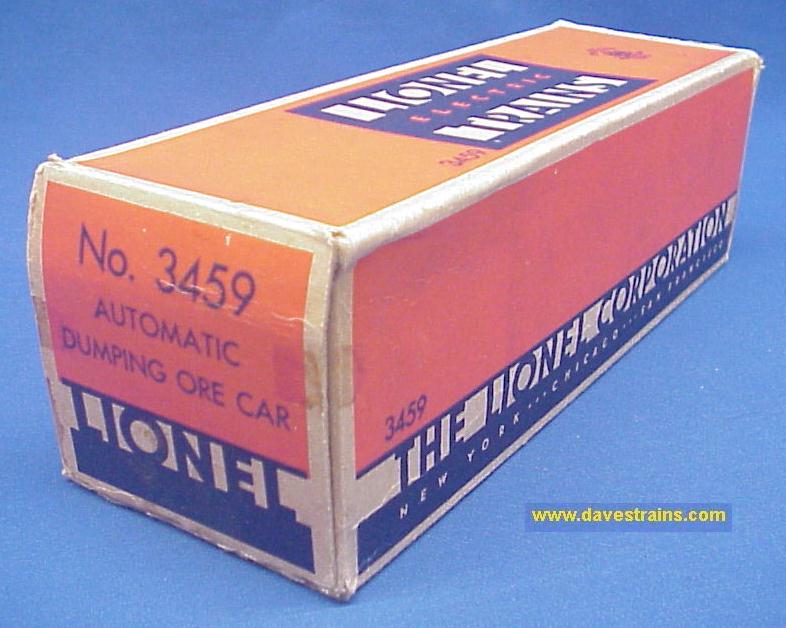 LIONEL
ELECTRIC
TRAINS
3459
No. 3459
AUTOMATIC
DUMPING ORE CAR
LIONEL
3459
THE LIONEL CORPORATION
NEW YORK ... CHICAGO ... SAN FRANCISCO
www.davestrains.com